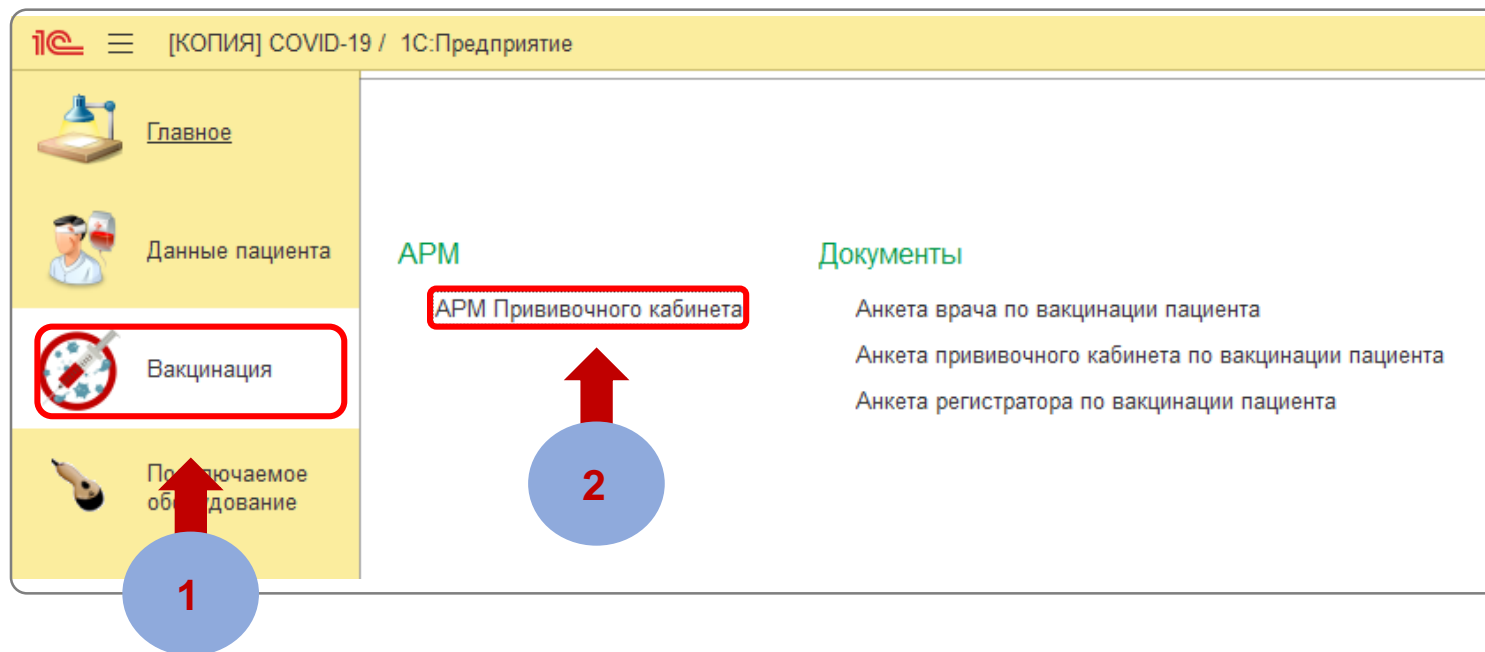 1С [КОПИЯ] COVID-19 / 1С:Предприятие
Главное
Данные пациента
АРМ
Документы
АРМ Прививочного кабинета
Анкета врача по вакцинации пациента
Вакцинация
Анкета прививочного кабинета по вакцинации пациента
Анкета регистратора по вакцинации пациента
оборудование
2
1